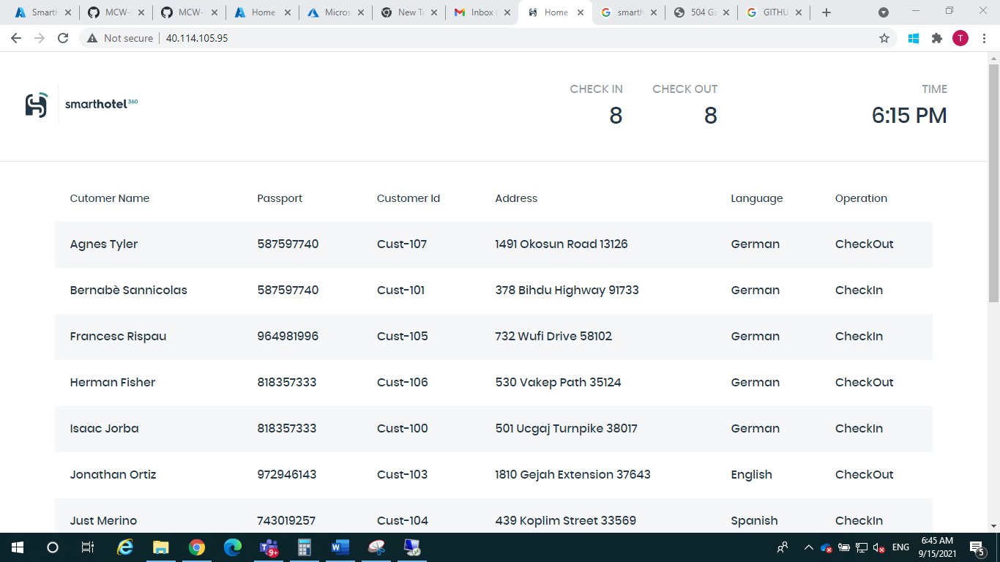 Smarth
MCW-
MCW-
Home
Micros
New Ta
Inbox (
Home
smarth
504 Ga
GITHU
Not secure
40.114.105.95
T
smarthotel360
CHECK IN
CHECK OUT
TIME
8
8
6:15 PM
Cutomer Name Passport Customer Id Address Language Operation
Agnes Tyler 587597740 Cust-107 1491 Okosun Road 13126 German CheckOut
Bernabè Sannicolas 587597740 Cust-101 378 Bihdu Highway 91733 German CheckIn
Francesc Rispau 964981996 Cust-105 732 Wufi Drive 58102 German CheckIn
Herman Fisher 818357333 Cust-106 530 Vakep Path 35124 German CheckOut
Isaac Jorba 818357333 Cust-100 501 Ucgaj Turnpike 38017 German CheckIn
Jonathan Ortiz 972946143 Cust-103 1810 Gejah Extension 37643 English CheckOut
Just Merino 743019257 Cust-104 439 Koplim Street 33569 Spanish CheckIn
9+
ENG
6:45 AM
9/15/2021
5